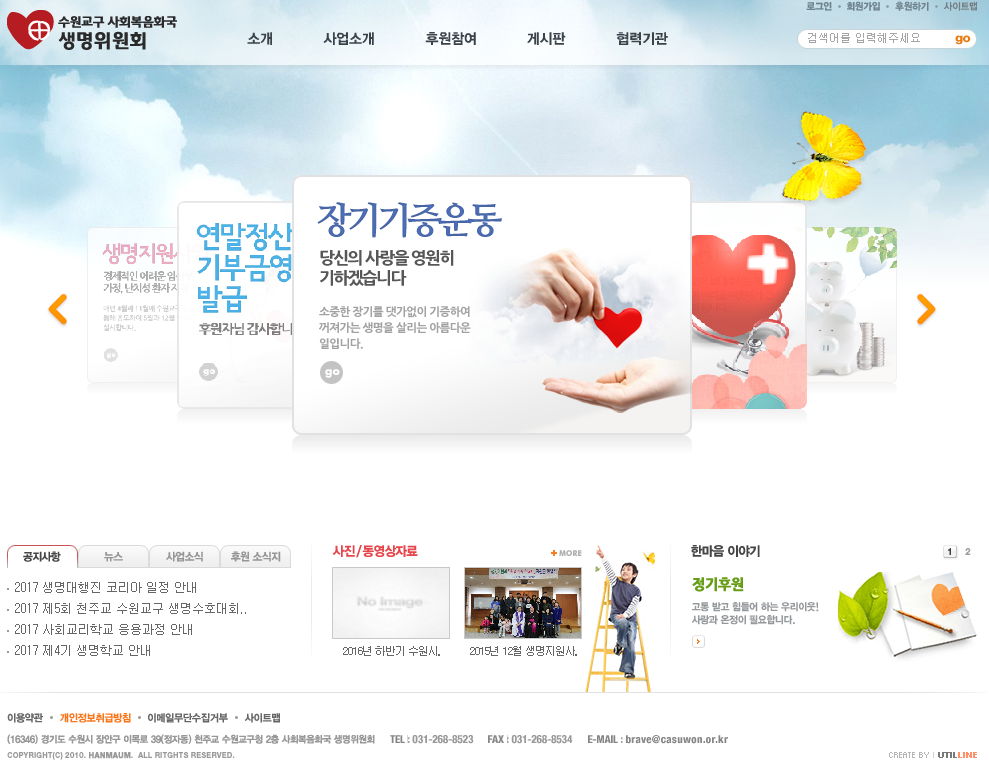 로그인 • 회원가입 • 후원하기 • 사이트맵
수원교구 사회복음화국
생명위원회
소개 사업소개 후원참여 게시판 협력기관
검색어를 입력해주세요 go
생명지원
경제적인 어려운 임
가정, 난치성 환자 지
go
연말정산
기부금영
발급
후원자님 감사합니
go
장기기증운동
당신의 사랑을 영원히
기하겠습니다
소중한 장기를 댓가없이 기증하여
꺼져가는 생명을 살리는 아름다운
일입니다.
go
공지사항 뉴스 사업소식 후원 소식지
· 2017 생명대행진 코리아 일정 안내
· 2017 제5회 천주교 수원교구 생명수호대회..
· 2017 사회교리학교 응용과정 안내
· 2017 제4기 생명학교 안내
사진/동영상자료 + MORE
No Image
2016년 하반기 수원시. 2015년 12월 생명지원사.
한마음 이야기 1 2
정기후원
고통 받고 힘들어 하는 우리이웃!
사랑과 온정이 필요합니다.
이용약관 • 개인정보취급방침 • 이메일무단수집거부 • 사이트맵
(16346) 경기도 수원시 장안구 이목로 39(정자동) 천주교 수원교구청 2층 사회복음화국 생명위원회 TEL : 031-268-8523 FAX : 031-268-8534 E-MAIL : brave@casuwon.or.kr
COPYRIGHT(C) 2010. HANMAUM. ALL RITGHTS RESERVED.
CREATE BY | UTILLINE